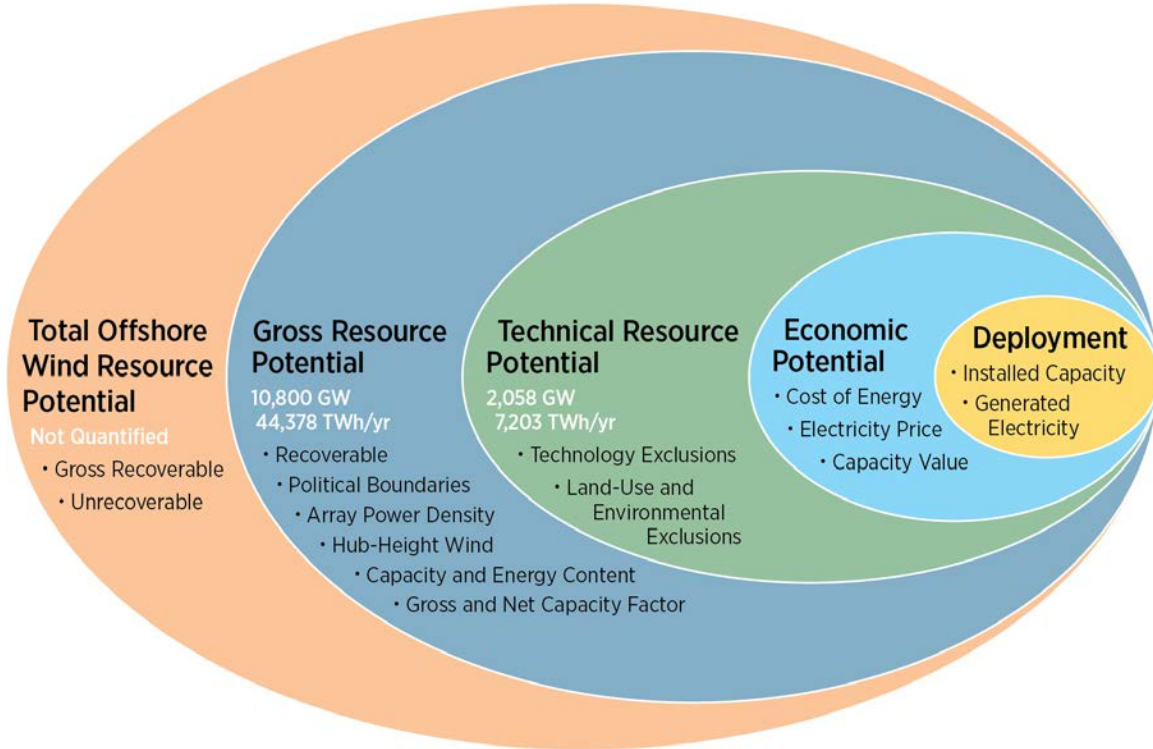 Total Offshore
Wind Resource
Potential
Not Quantified
• Gross Recoverable
• Unrecoverable
Gross Resource
Potential
10,800 GW
44,378 TWh/yr
• Recoverable
• Political Boundaries
• Array Power Density
• Hub-Height Wind
• Capacity and Energy Content
• Gross and Net Capacity Factor
Technical Resource
Potential
2,058 GW
7,203 TWh/yr
• Technology Exclusions
• Land-Use and
Environmental
Exclusions
Economic
Potential
• Cost of Energy
• Electricity Price
• Capacity Value
Deployment
• Installed Capacity
• Generated
Electricity